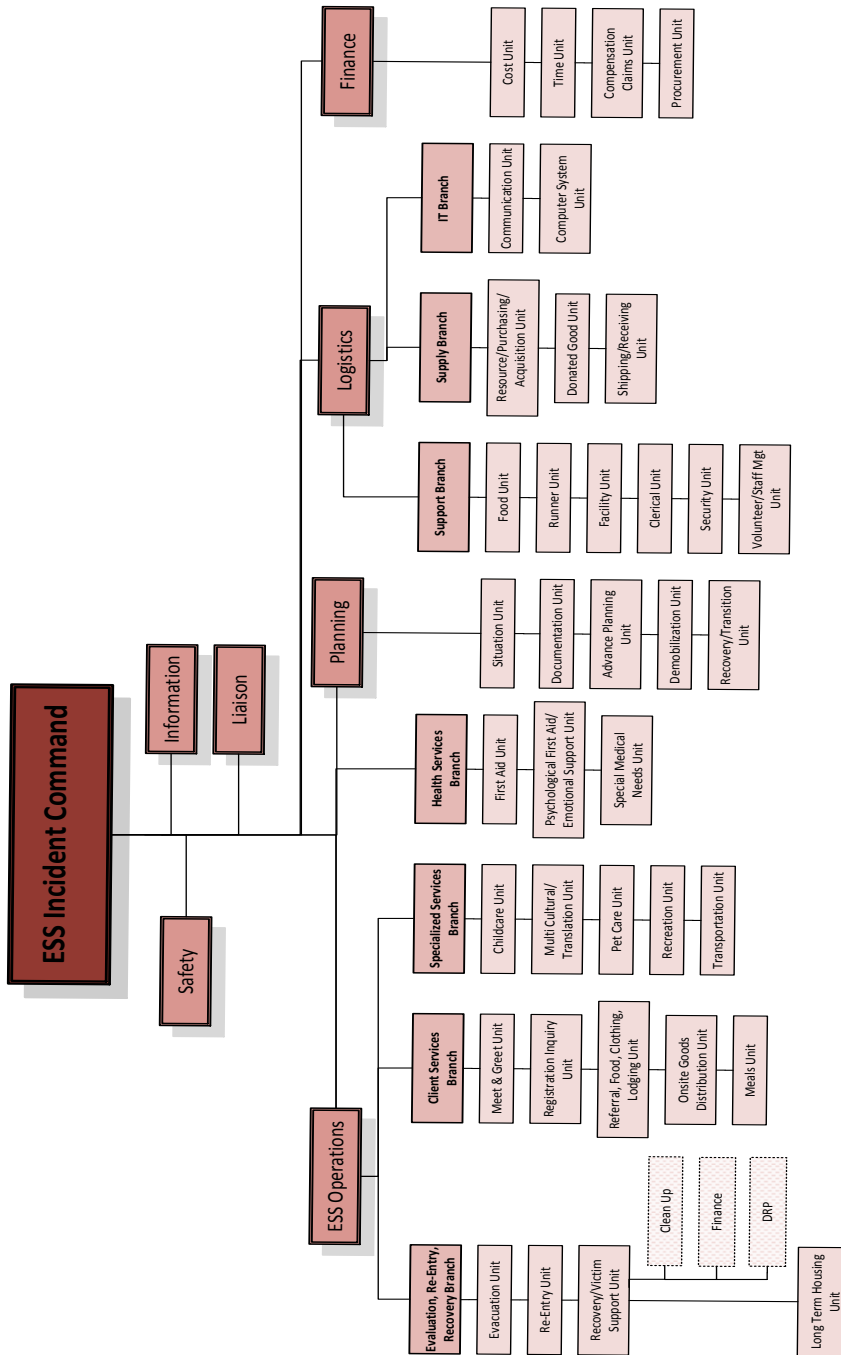 ESS Incident Command
Safety
Information
Liaison
ESS Operations
Planning
Logistics
Finance
Evaluation, Re-Entry,
Recovery Branch
Evacuation Unit
Re-Entry Unit
Recovery/Victim
Support Unit
Clean Up
Finance
DRP
Long Term Housing
Unit
Client Services
Branch
Meet & Greet Unit
Registration Inquiry
Unit
Referral, Food, Clothing,
Lodging Unit
Onsite Goods
Distribution Unit
Meals Unit
Specialized Services
Branch
Childcare Unit
Multi Cultural/
Translation Unit
Pet Care Unit
Recreation Unit
Transportation Unit
Health Services
Branch
First Aid Unit
Psychological First Aid/
Emotional Support Unit
Special Medical
Needs Unit
Situation Unit
Documentation Unit
Advance Planning
Unit
Demobilization Unit
Recovery/Transition
Unit
Support Branch
Food Unit
Runner Unit
Facility Unit
Clerical Unit
Security Unit
Volunteer/Staff Mgt
Unit
Supply Branch
Resource/Purchasing/
Acquisition Unit
Donated Good Unit
Shipping/Receiving
Unit
IT Branch
Communication Unit
Computer System
Unit
Cost Unit
Time Unit
Compensation
Claims Unit
Procurement Unit